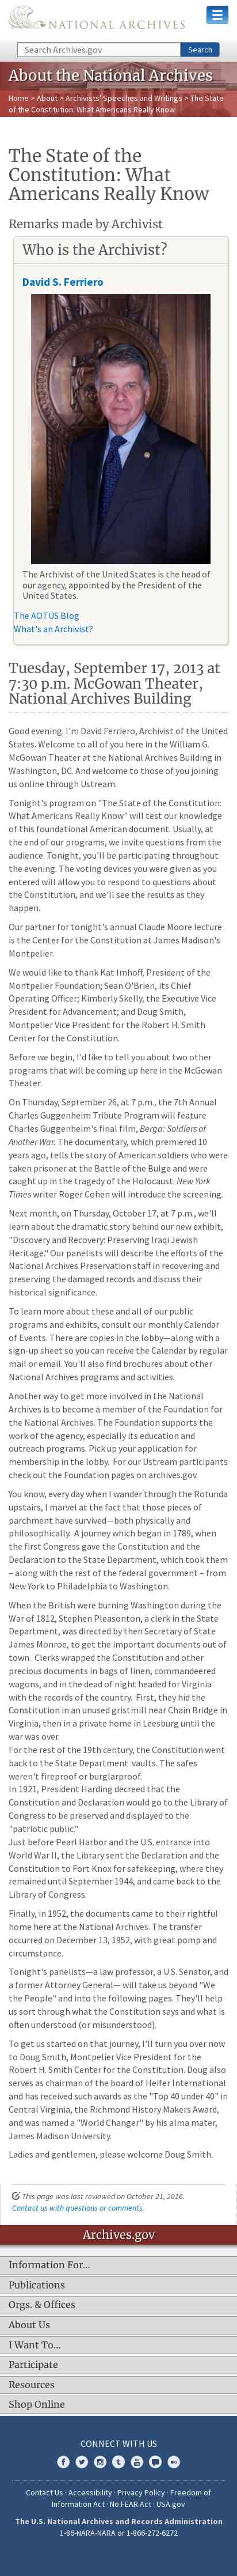 NATIONAL ARCHIVES
Search Archives.gov
Search
About the National Archives
Home > About > Archivists' Speeches and Writings > The State
of the Constitution: What Americans Really Know
The State of the
Constitution: What
Americans Really Know
Remarks made by Archivist
Who is the Archivist?
David S. Ferriero
The Archivist of the United States is the head of
our agency, appointed by the President of the
United States.
The AOTUS Blog
What's an Archivist?
Tuesday, September 17, 2013 at
7:30 p.m. McGowan Theater,
National Archives Building
Good evening. I'm David Ferriero, Archivist of the United
States. Welcome to all of you here in the William G.
McGowan Theater at the National Archives Building in
Washington, DC. And welcome to those of you joining
online through Ustream.
Tonight's program on "The State of the Constitution:
What Americans Really Know" will test our knowledge
of this foundational American document. Usually, at
the end of our programs, we invite questions from the
audience. Tonight, you'll be participating throughout
the evening. The voting devices you were given as you
entered will allow you to respond to questions about
the Constitution, and we'll see the results as they
happen.
Our partner for tonight's annual Claude Moore lecture
is the Center for the Constitution at James Madison's
Montpelier.
We would like to thank Kat Imhoff, President of the
Montpelier Foundation; Sean O'Brien, its Chief
Operating Officer; Kimberly Skelly, the Executive Vice
President for Advancement; and Doug Smith,
Montpelier Vice President for the Robert H. Smith
Center for the Constitution.
Before we begin, I'd like to tell you about two other
programs that will be coming up here in the McGowan
Theater.
On Thursday, September 26, at 7 p.m., the 7th Annual
Charles Guggenheim Tribute Program will feature
Charles Guggenheim's final film, Berga: Soldiers of
Another War. The documentary, which premiered 10
years ago, tells the story of American soldiers who were
taken prisoner at the Battle of the Bulge and were
caught up in the tragedy of the Holocaust. New York
Times writer Roger Cohen will introduce the screening.
Next month, on Thursday, October 17, at 7 p.m., we'll
learn about the dramatic story behind our new exhibit,
"Discovery and Recovery: Preserving Iraqi Jewish
Heritage." Our panelists will describe the efforts of the
National Archives Preservation staff in recovering and
preserving the damaged records and discuss their
historical significance.
To learn more about these and all of our public
programs and exhibits, consult our monthly Calendar
of Events. There are copies in the lobby—along with a
sign-up sheet so you can receive the Calendar by regular
mail or email. You'll also find brochures about other
National Archives programs and activities.
Another way to get more involved in the National
Archives is to become a member of the Foundation for
the National Archives. The Foundation supports the
work of the agency, especially its education and
outreach programs. Pick up your application for
membership in the lobby. For our Ustream participants
check out the Foundation pages on archives.gov.
You know, every day when I wander through the Rotunda
upstairs, I marvel at the fact that those pieces of
parchment have survived—both physically and
philosophically. A journey which began in 1789, when
the first Congress gave the Constitution and the
Declaration to the State Department, which took them
– along with the rest of the federal government – from
New York to Philadelphia to Washington.
When the British were burning Washington during the
War of 1812, Stephen Pleasonton, a clerk in the State
Department, was directed by then Secretary of State
James Monroe, to get the important documents out of
town. Clerks wrapped the Constitution and other
precious documents in bags of linen, commandeered
wagons, and in the dead of night headed for Virginia
with the records of the country. First, they hid the
Constitution in an unused gristmill near Chain Bridge in
Virginia, then in a private home in Leesburg until the
war was over.
For the rest of the 19th century, the Constitution went
back to the State Department vaults. The safes
weren't fireproof or burglarproof.
In 1921, President Harding decreed that the
Constitution and Declaration would go to the Library of
Congress to be preserved and displayed to the
"patriotic public."
Just before Pearl Harbor and the U.S. entrance into
World War II, the Library sent the Declaration and the
Constitution to Fort Knox for safekeeping, where they
remained until September 1944, and came back to the
Library of Congress.
Finally, in 1952, the documents came to their rightful
home here at the National Archives. The transfer
occurred on December 13, 1952, with great pomp and
circumstance.
Tonight's panelists—a law professor, a U.S. Senator, and
a former Attorney General— will take us beyond "We
the People" and into the following pages. They'll help
us sort through what the Constitution says and what is
often understood (or misunderstood).
To get us started on that journey, I'll turn you over now
to Doug Smith, Montpelier Vice President for the
Robert H. Smith Center for the Constitution. Doug also
serves as chairman of the board of Heifer International
and has received such awards as the "Top 40 under 40" in
Central Virginia, the Richmond History Makers Award,
and was named a "World Changer" by his alma mater,
James Madison University.
Ladies and gentlemen, please welcome Doug Smith.
This page was last reviewed on October 21, 2016.
Contact us with questions or comments.
Archives.gov
Information For…
Publications
Orgs. & Offices
About Us
I Want To…
Participate
Resources
Shop Online
CONNECT WITH US
Contact Us · Accessibility · Privacy Policy · Freedom of
Information Act · No FEAR Act · USA.gov
The U.S. National Archives and Records Administration
1-86-NARA-NARA or 1-866-272-6272